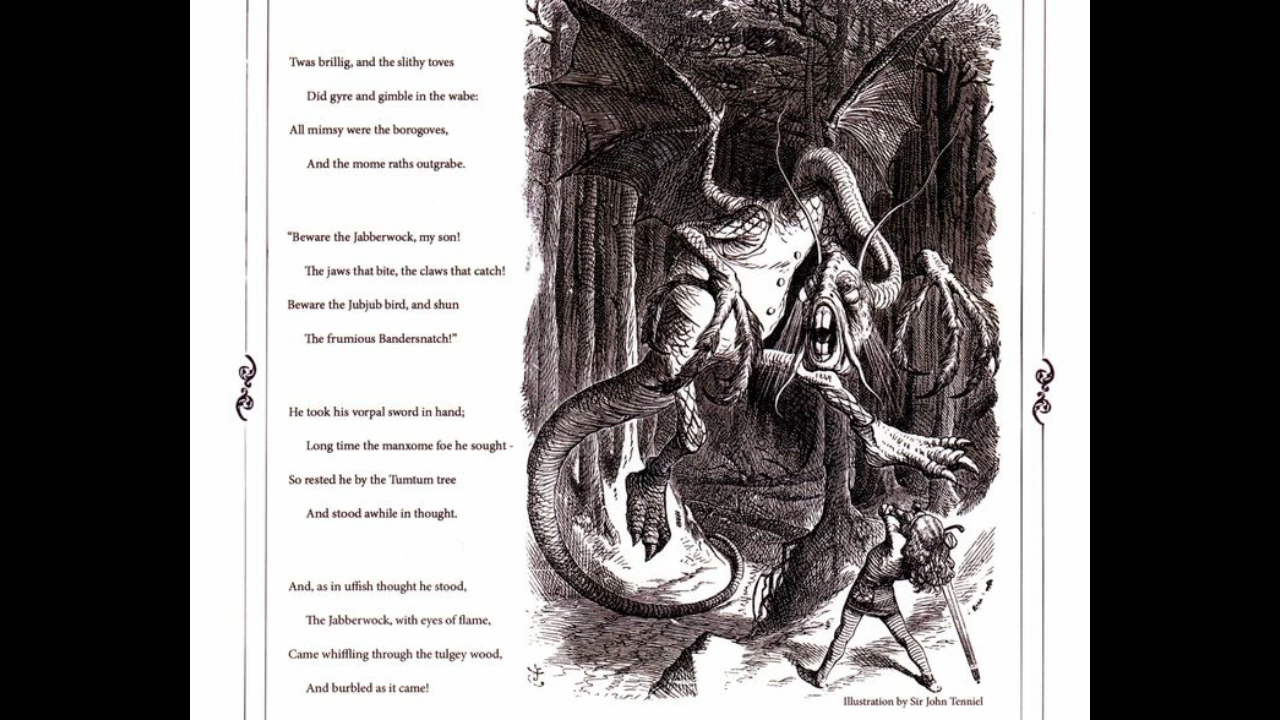 Twas brillig, and the slithy toves
Did gyre and gimble in the wabe:
All mimsy were the borogoves,
And the mome raths outgrabe.
“Beware the Jabberwock, my son!
The jaws that bite, the claws that catch!
Beware the Jubjub bird, and shun
The frumious Bandersnatch!”
He took his vorpal sword in hand;
Long time the manxome foe he sought -
So rested he by the Tumtum tree
And stood awhile in thought.
And, as in uffish thought he stood,
The Jabberwock, with eyes of flame,
Came whiffling through the tulgey wood,
And burbled as it came!
Illustration by Sir John Tenniel